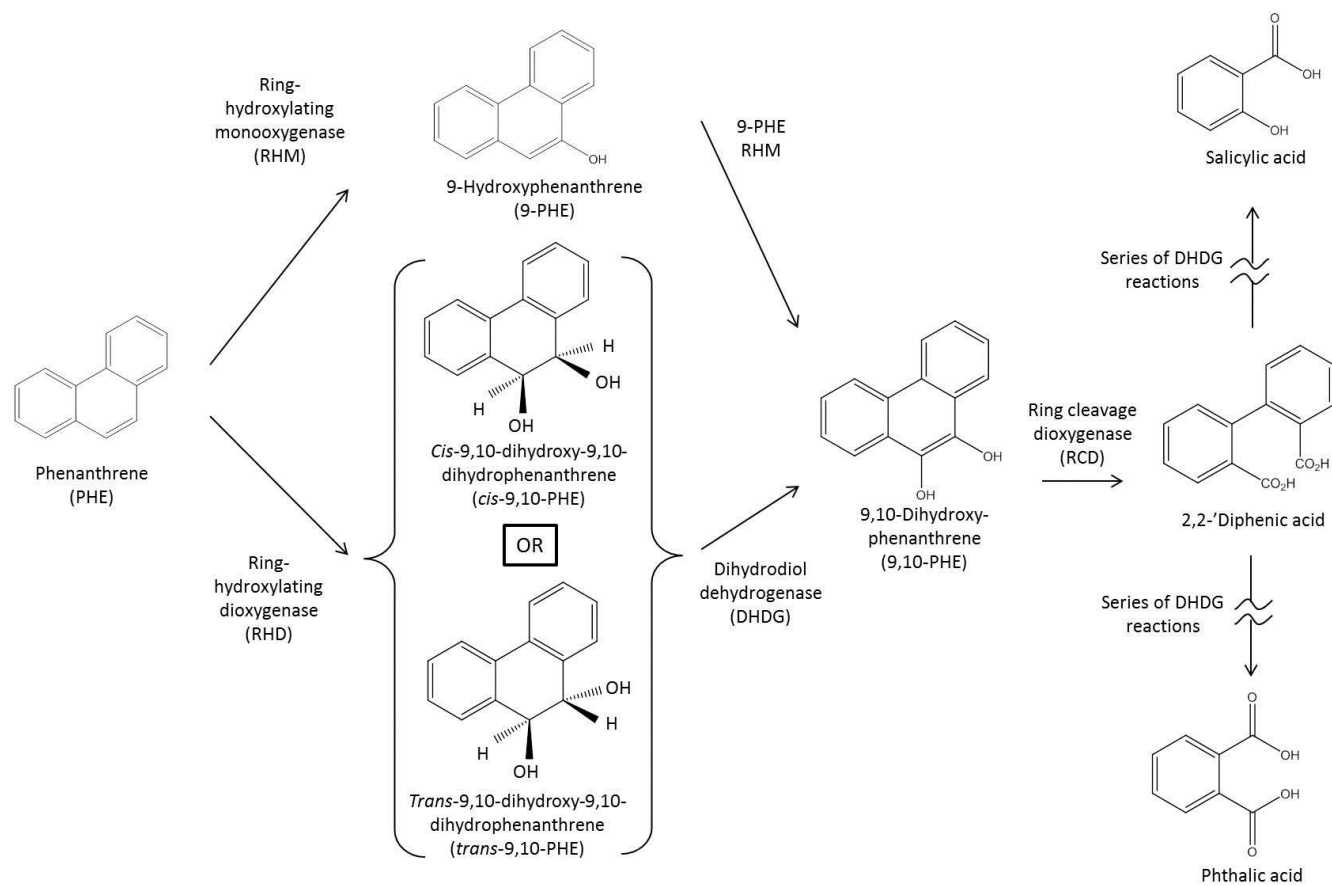 Phenanthrene
(PHE)
Ring-
hydroxylating
monooxygenase
(RHM)
Ring-
hydroxylating
dioxygenase
(RHD)
OH
9-Hydroxyphenanthrene
(9-PHE)
H
OH
H
OH
Cis-9,10-dihydroxy-9,10-
dihydrophenanthrene
(cis-9,10-PHE)
OR
OH
H
H
OH
Trans-9,10-dihydroxy-9,10-
dihydrophenanthrene
(trans-9,10-PHE)
9-PHE
RHM
Dihydrodiol
dehydrogenase
(DHDG)
OH
OH
9,10-Dihydroxy-
phenanthrene
(9,10-PHE)
Ring cleavage
dioxygenase
(RCD)
CO2H
CO2H
2,2-’Diphenic acid
Series of DHDG
reactions
O
OH
OH
Salicylic acid
Series of DHDG
reactions
O
OH
OH
O
Phthalic acid